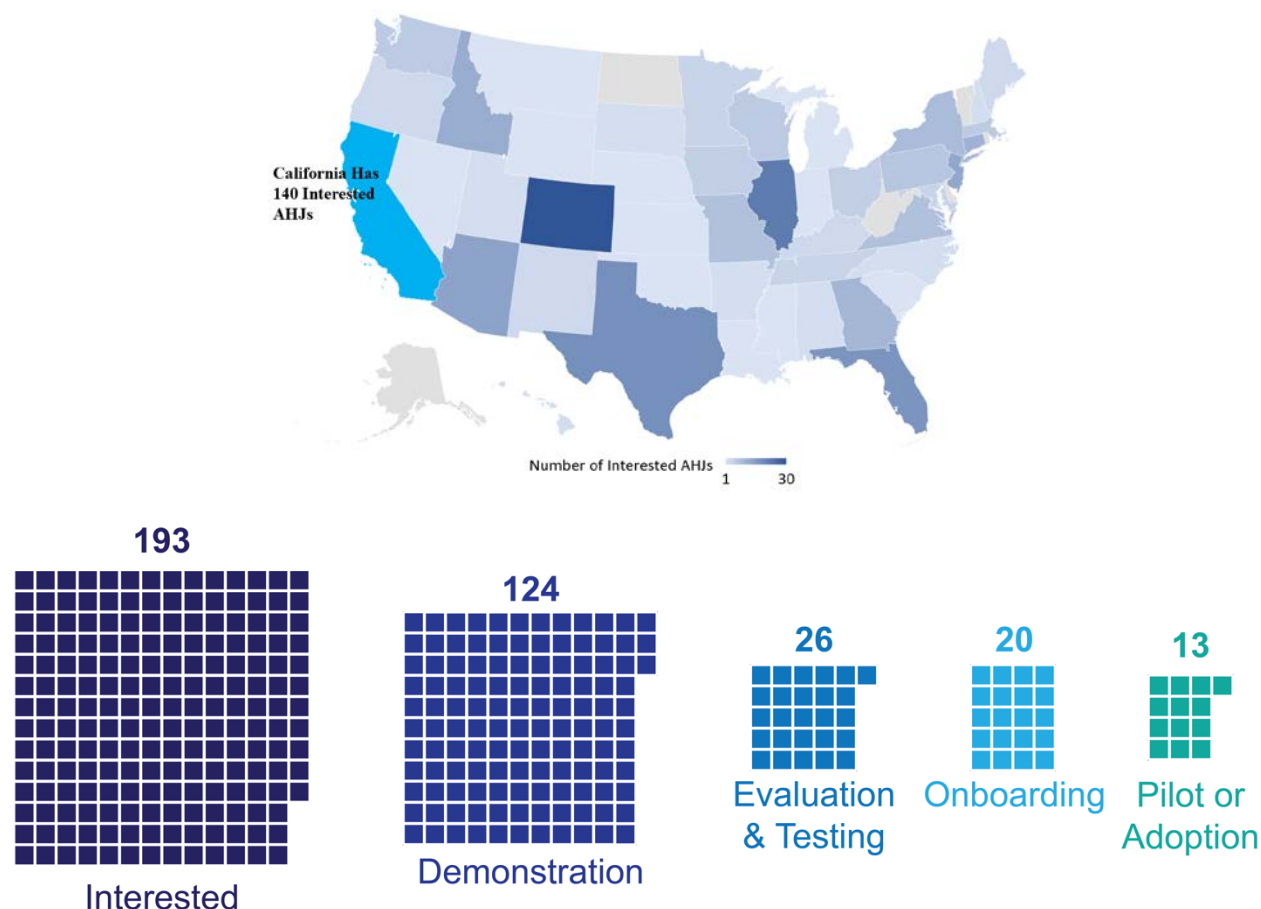 California Has
140 Interested
AHJs
Number of Interested AHJs
1
30
193
Interested
124
Demonstration
26
Evaluation
& Testing
20
Onboarding
13
Pilot or
Adoption